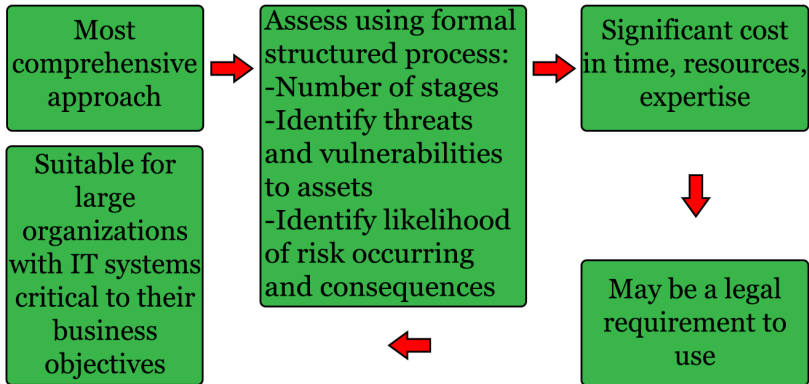 Most
comprehensive
approach
Assess using formal
structured process:
-Number of stages
-Identify threats
and vulnerabilities
to assets
-Identify likelihood
of risk occurring
and consequences
Significant cost
in time, resources,
expertise
May be a legal
requirement to
use
Suitable for
large
organizations
with IT systems
critical to their
business
objectives